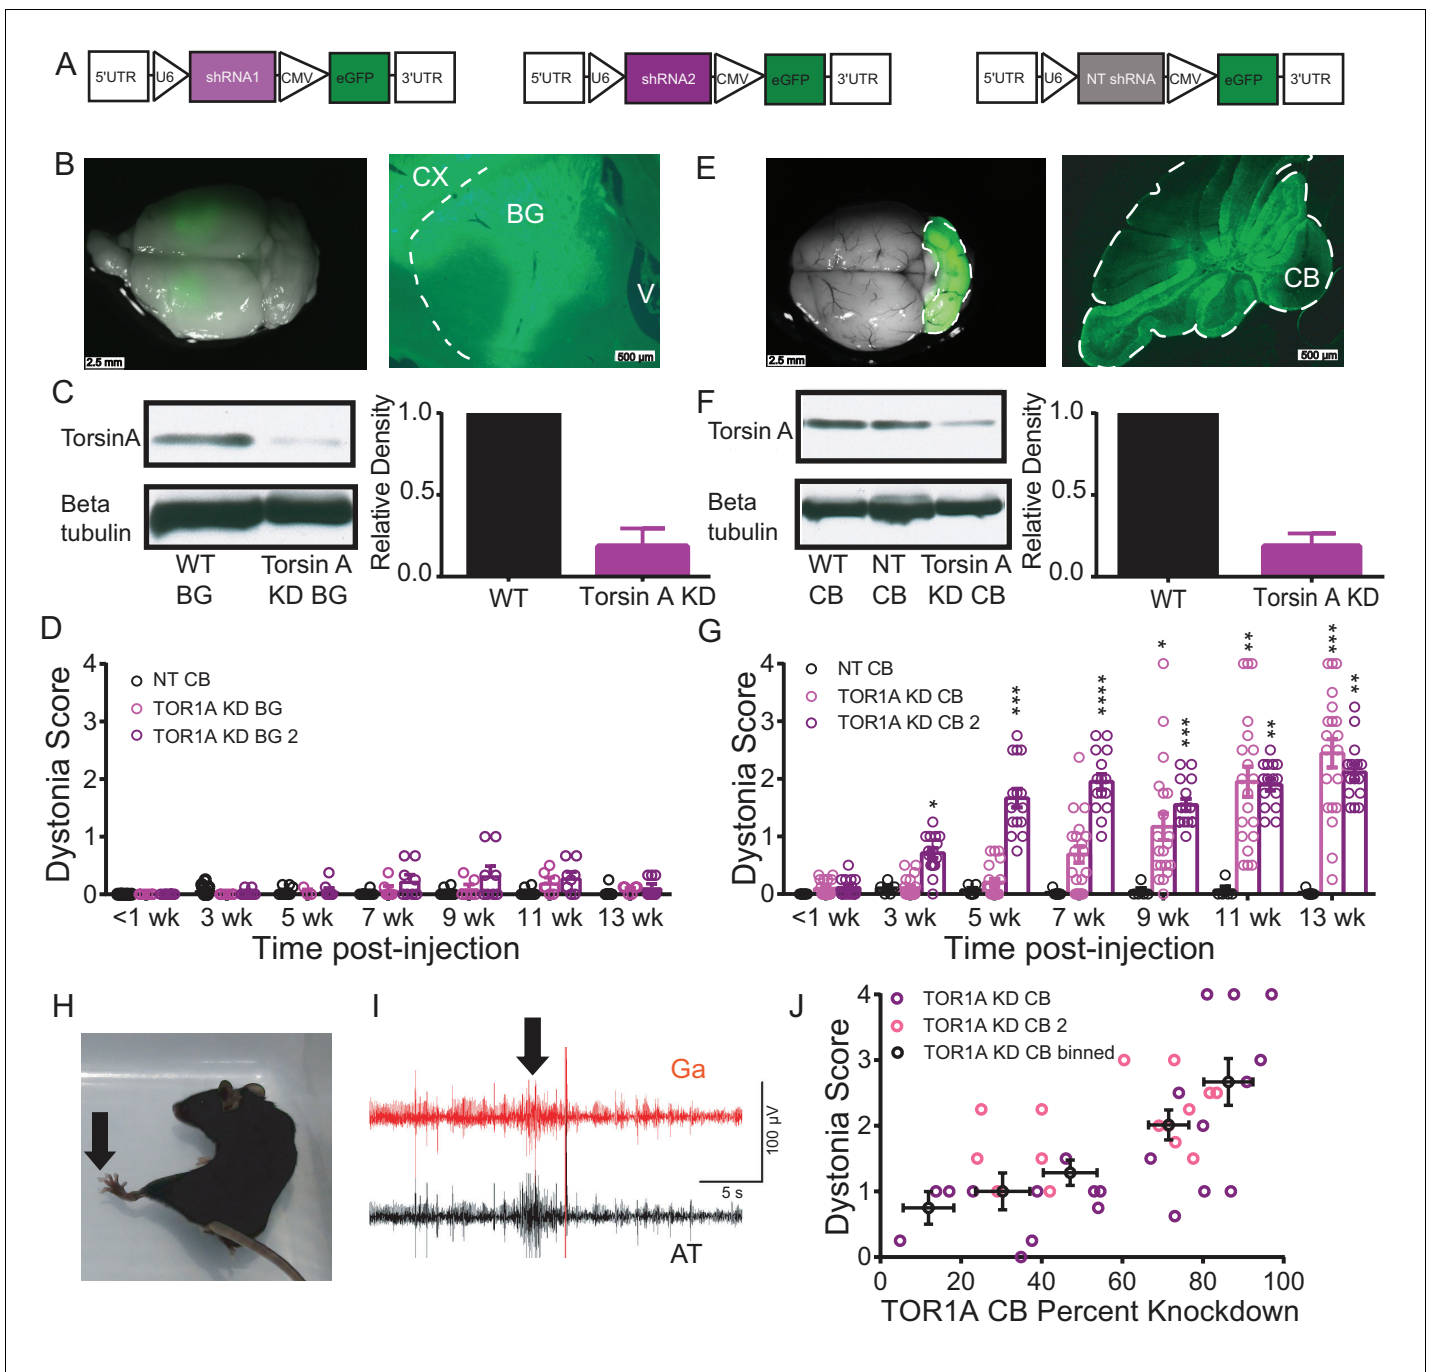 A
5'UTR U6 shRNA1 CMV eGFP 3'UTR
5'UTR U6 shRNA2 CMV eGFP 3'UTR
5'UTR U6 NT shRNA CMV eGFP 3'UTR
B
2.5 mm
CX
BG
V
500 µm
E
2.5 mm
CB
500 µm
C
TorsinA
Beta
tubulin
WT
BG
Torsin A
KD BG
Relative Density
1.0
0.5
0.0
WT
Torsin A KD
F
Torsin A
Beta
tubulin
WT
CB
NT
CB
Torsin A
KD CB
Relative Density
1.0
0.5
0.0
WT
Torsin A KD
D
Dystonia Score
4
3
2
1
0
NT CB
TOR1A KD BG
TOR1A KD BG 2
<1 wk 3 wk 5 wk 7 wk 9 wk 11 wk 13 wk
Time post-injection
G
Dystonia Score
4
3
2
1
0
NT CB
TOR1A KD CB
TOR1A KD CB 2
*
***
****
*
***
**
**
***
**
<1 wk 3 wk 5 wk 7 wk 9 wk 11 wk 13 wk
Time post-injection
H
I
Ga
AT
100 µV
5 s
J
Dystonia Score
4
3
2
1
0
TOR1A KD CB
TOR1A KD CB 2
TOR1A KD CB binned
0 20 40 60 80 100
TOR1A CB Percent Knockdown